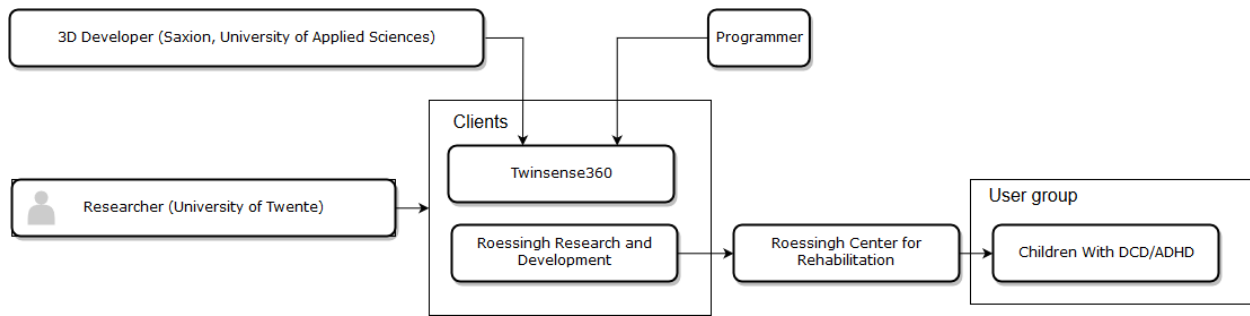 3D Developer (Saxion, University of Applied Sciences)
Programmer
Clients
Twinsense360
Researcher (University of Twente)
Roessingh Research and
Development
Roessingh Center for
Rehabilitation
User group
Children With DCD/ADHD